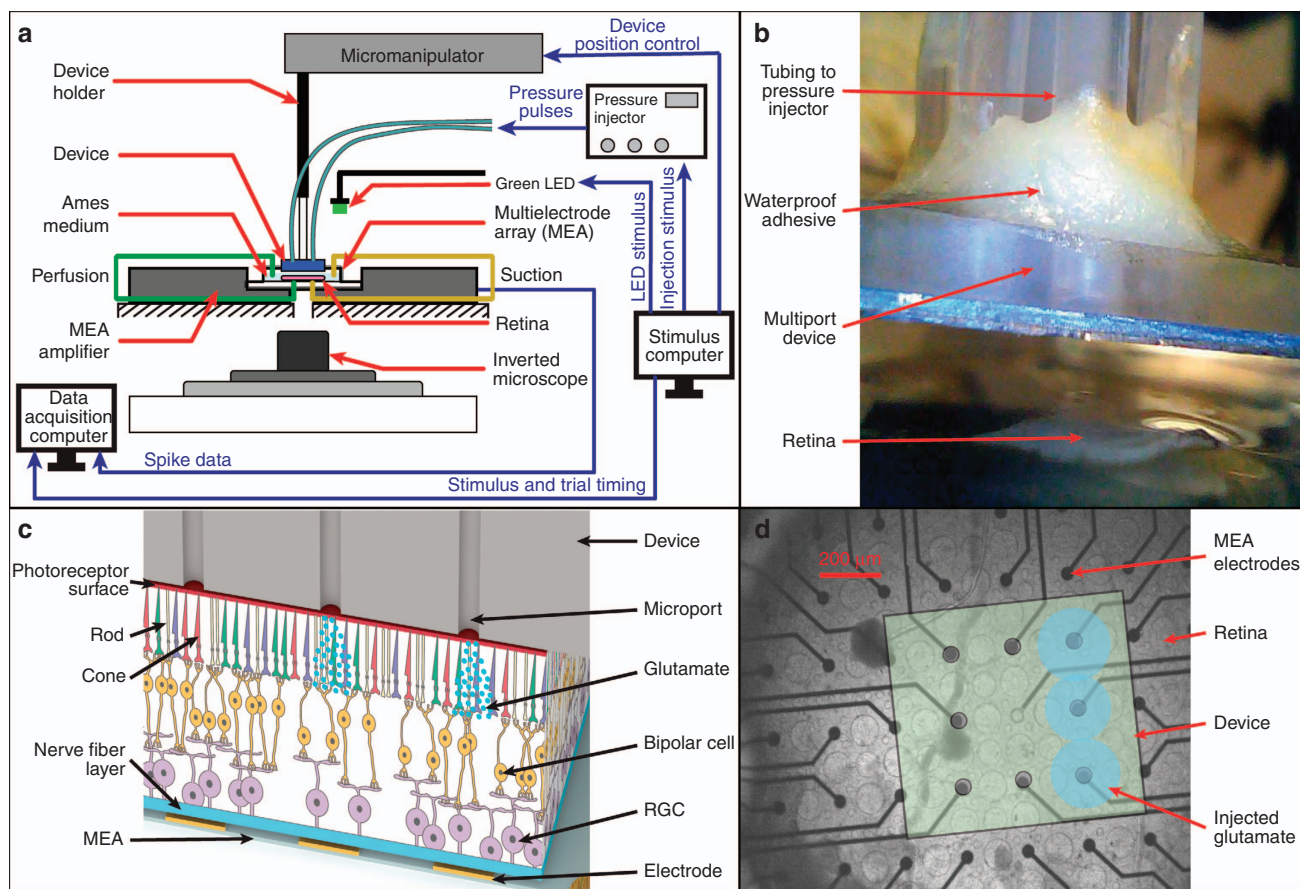 a
Micromanipulator
Device
position control
Device
holder
Pressure
pulses
Pressure
injector
Device
Green LED
Ames
medium
Multielectrode
array (MEA)
LED stimulus
Injection stimulus
Perfusion
Suction
MEA
amplifier
Retina
Inverted
microscope
Stimulus
computer
Data
acquisition
computer
Spike data
Stimulus and trial timing
b
Tubing to
pressure
injector
Waterproof
adhesive
Multiport
device
Retina
c
Device
Photoreceptor
surface
Microport
Rod
Cone
Glutamate
Bipolar cell
Nerve fiber
layer
RGC
MEA
Electrode
d
200 μm
MEA
electrodes
Retina
Device
Injected
glutamate